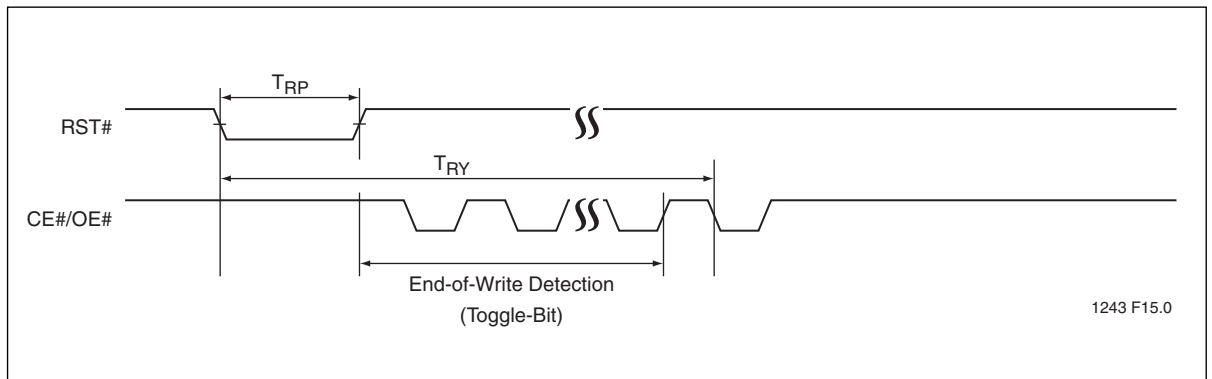 TRP
RST#
TRY
CE#/OE#
End-of-Write Detection
(Toggle-Bit)
1243 F15.0